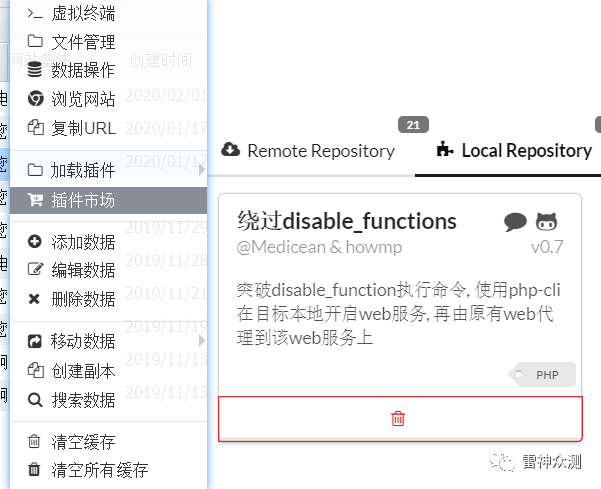 虚拟终端
文件管理
网站备注 创建时间
数据操作
2020/02/01
浏览网站
2020/01/17
复制URL
2020/01/17
加载插件
插件市场
2019/11/29
添加数据
2019/11/28
编辑数据
2019/11/21
删除数据
2019/11/19
移动数据
2019/11/13
创建副本
2019/11/13
搜索数据
清空缓存
清空所有缓存
21
Remote Repository
Local Repository
绕过disable_functions
@Medicean & howmp v0.7
突破disable_function执行命令, 使用php-cli
在目标本地开启web服务, 再由原有web代
理到该web服务上
PHP
雷神众测